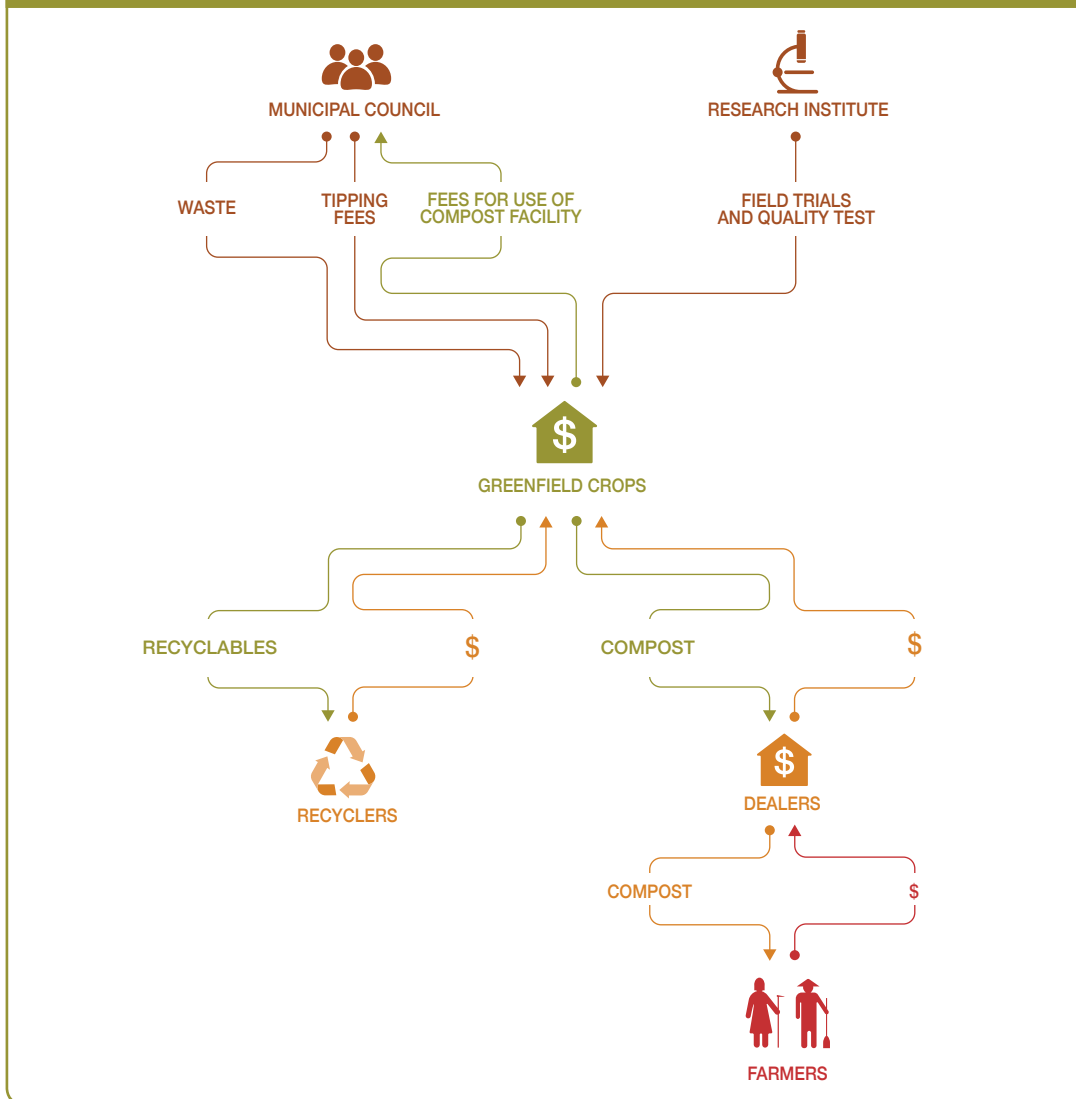 MUNICIPAL COUNCIL
RESEARCH INSTITUTE
WASTE
TIPPING
FEES
FEES FOR USE OF
COMPOST FACILITY
FIELD TRIALS
AND QUALITY TEST
$
GREENFIELD CROPS
RECYCLABLES
$
COMPOST
$
RECYCLERS
$
DEALERS
COMPOST
$
FARMERS